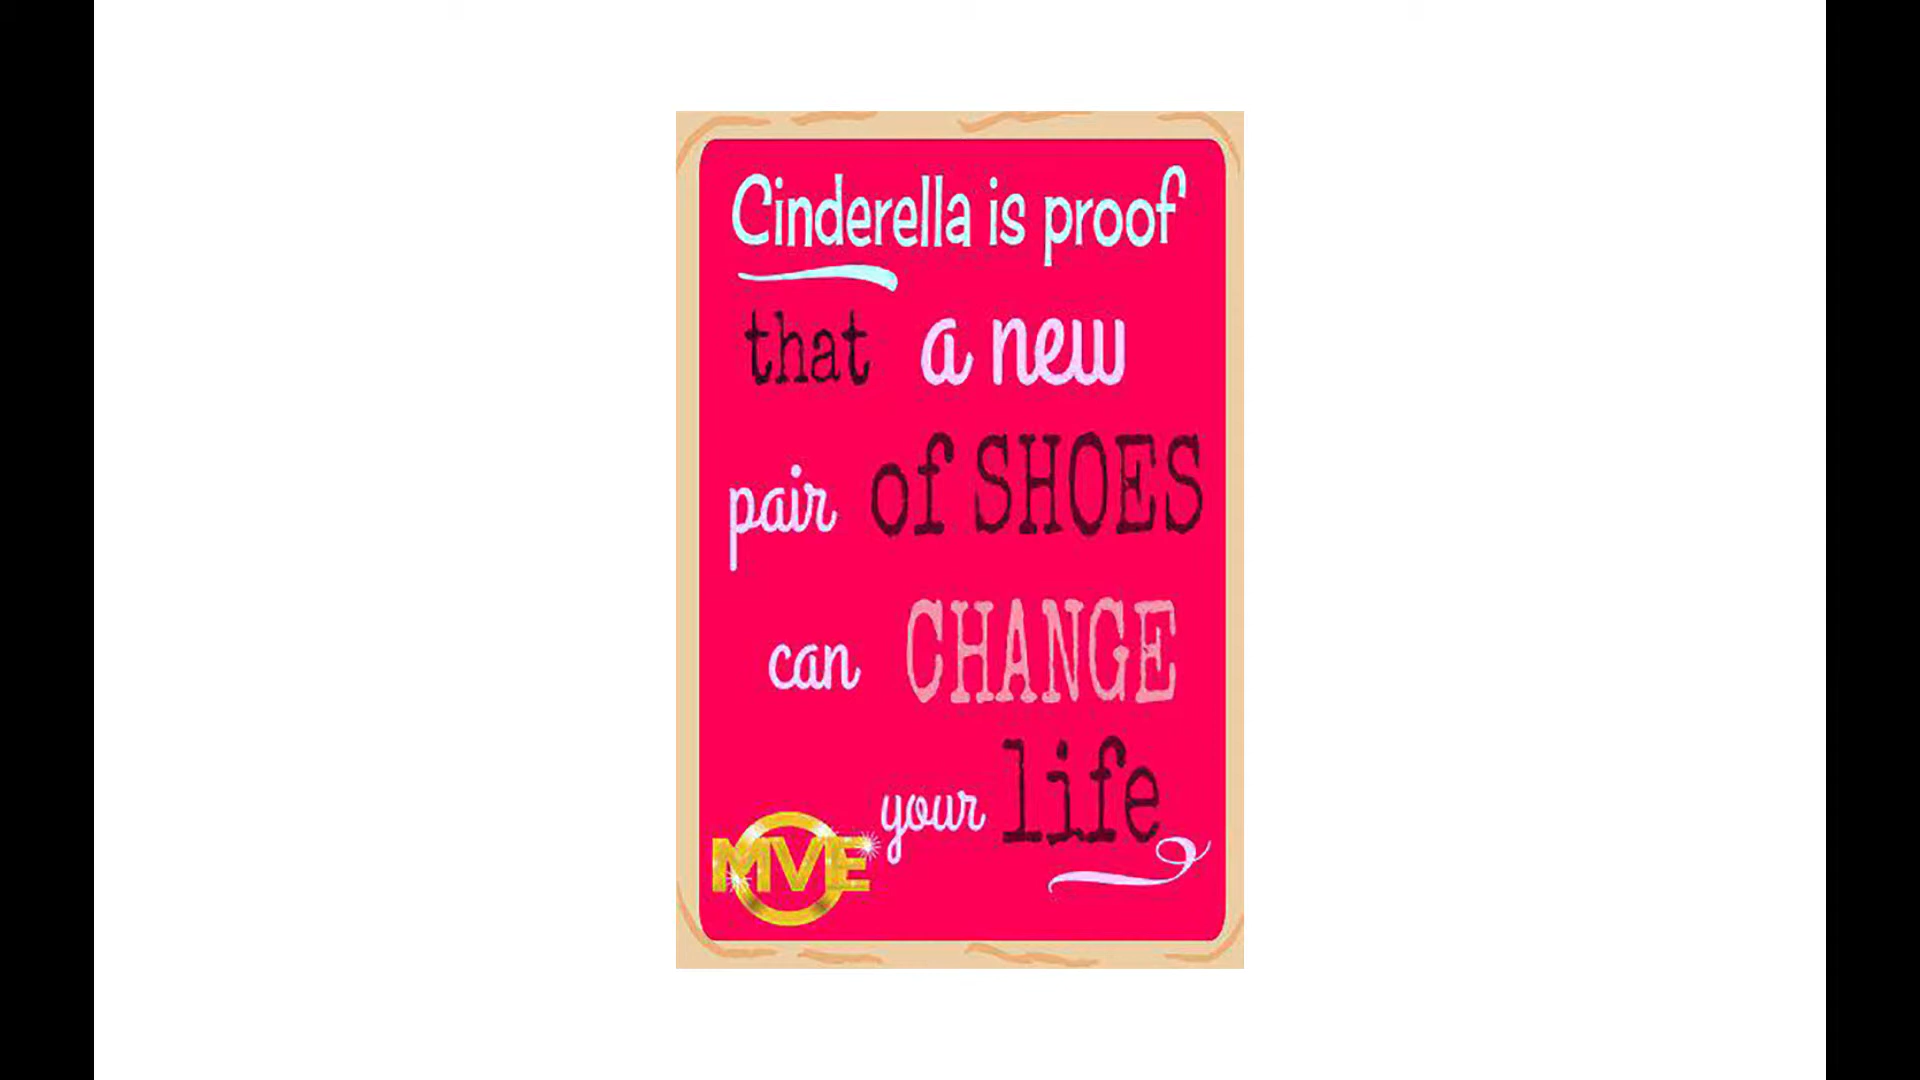 Cinderella is proof
that a new
pair of SHOES
can CHANGE
your life
MVE